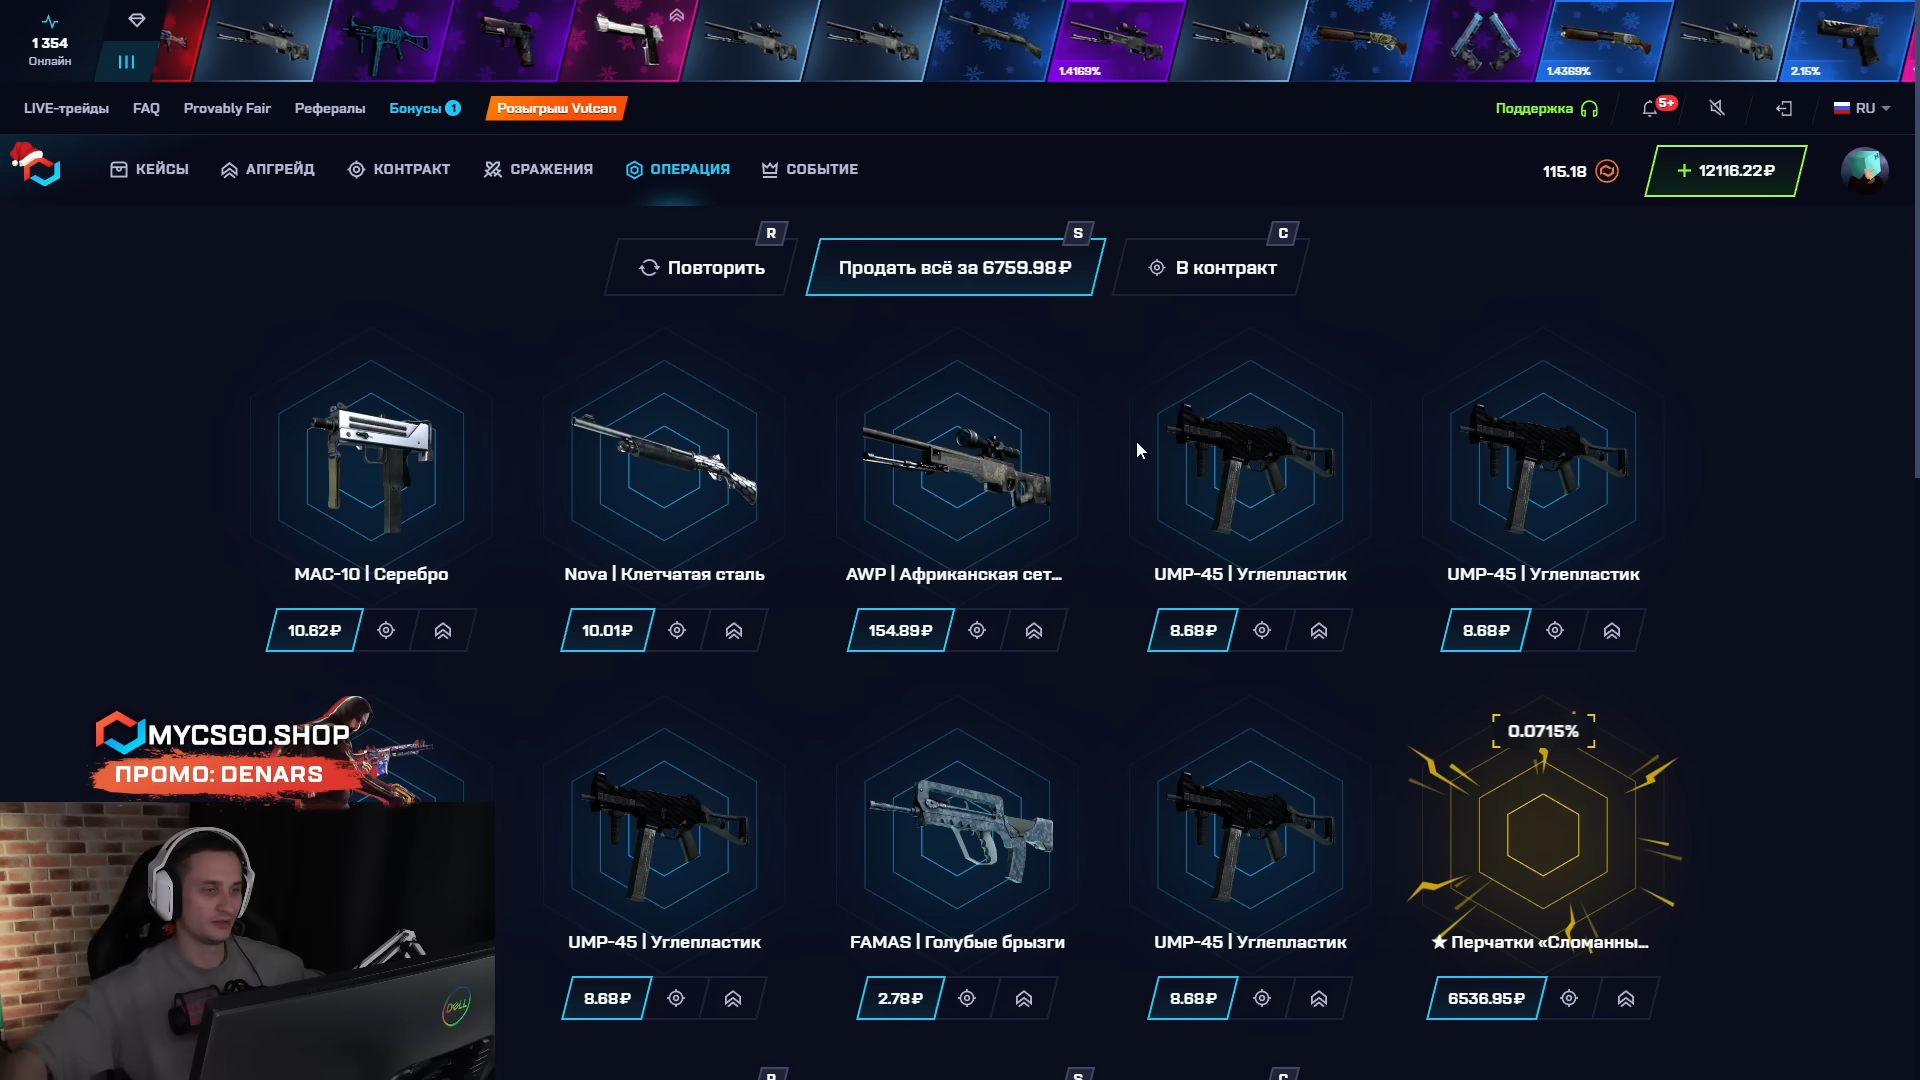 1 354
Онлайн
1.4169%
1.4369%
2.15%
LIVE-трейды
FAQ
Provably Fair
Рефералы
Бонусы 1
Розыгрыш Vulcan
Поддержка
5+
RU
КЕЙСЫ
АПГРЕЙД
КОНТРАКТ
СРАЖЕНИЯ
ОПЕРАЦИЯ
СОБЫТИЕ
115.18
+ 12116.22₽
R
S
C
Повторить
Продать всё за 6759.98₽
В контракт
MAC-10 | Серебро
Nova | Клетчатая сталь
AWP | Африканская сет...
UMP-45 | Углепластик
UMP-45 | Углепластик
10.62₽
10.01₽
154.89₽
8.68₽
8.68₽
MYCSGO.SHOP
ПРОМО: DENARS
0.0715%
UMP-45 | Углепластик
FAMAS | Голубые брызги
UMP-45 | Углепластик
★ Перчатки «Сломанны...
8.68₽
2.78₽
8.68₽
6536.95₽
DELL
R
S
C